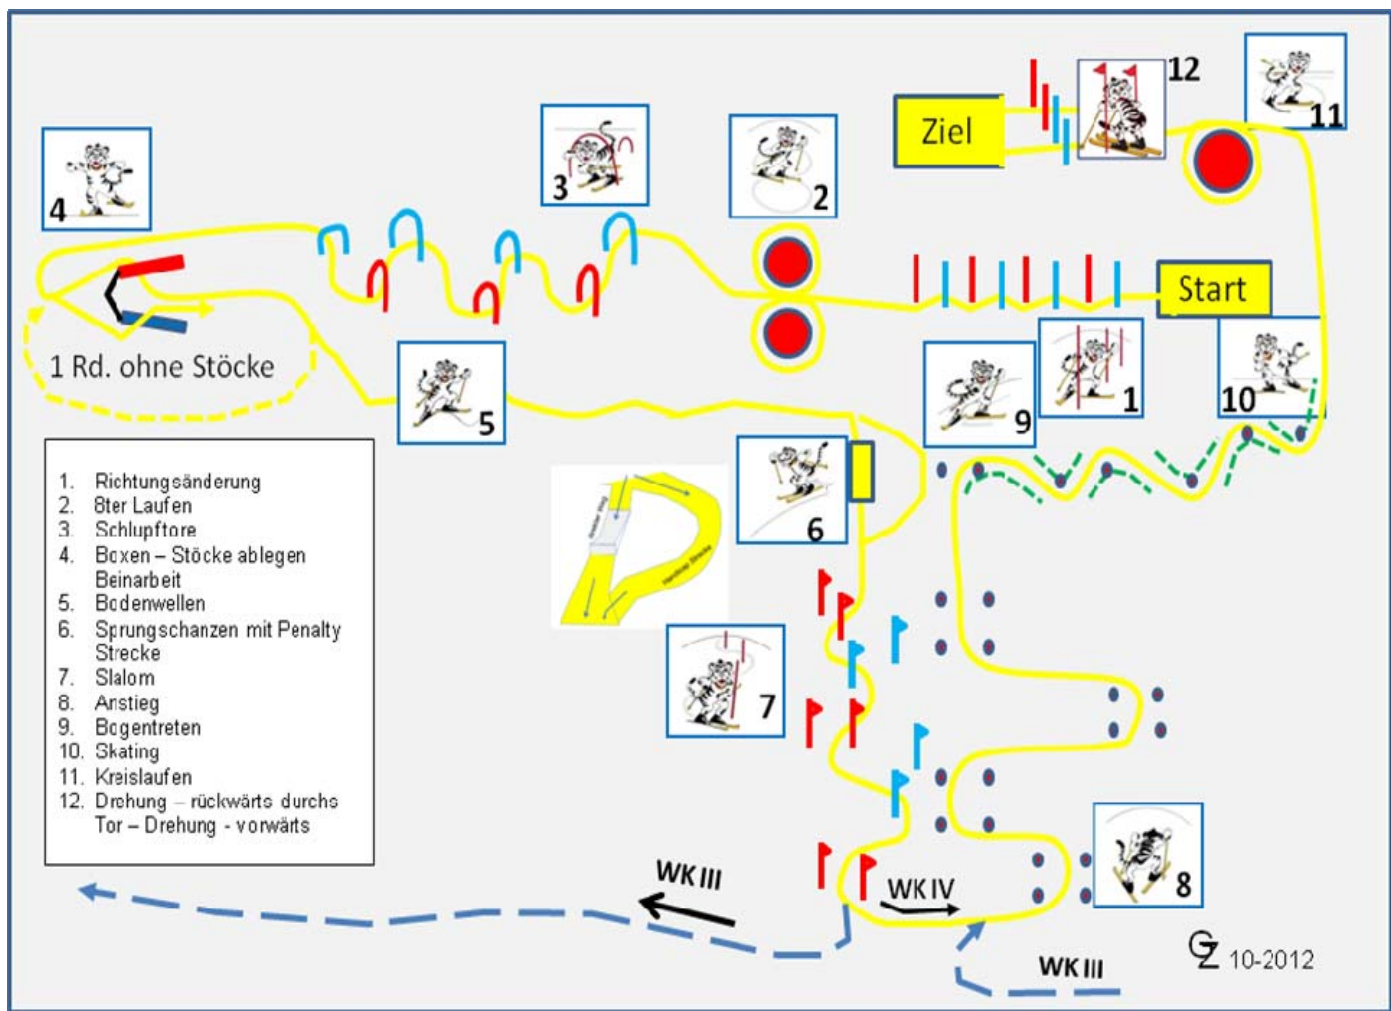 12
11
Ziel
3
2
4
Start
1 Rd. ohne Stöcke
5
9
1
10
6
1. Richtungsänderung
2. 8ter Laufen
3. Schlupftore
4. Boxen – Stöcke ablegen
Beinarbeit
5. Bodenwellen
6. Sprungschanzen mit Penalty
Strecke
7. Slalom
8. Anstieg
9. Bogentreten
10. Skating
11. Kreislaufen
12. Drehung – rückwärts durchs
Tor – Drehung - vorwärts
Handicap Strecke
7
8
WK III
WK IV
WK III
GZ 10-2012